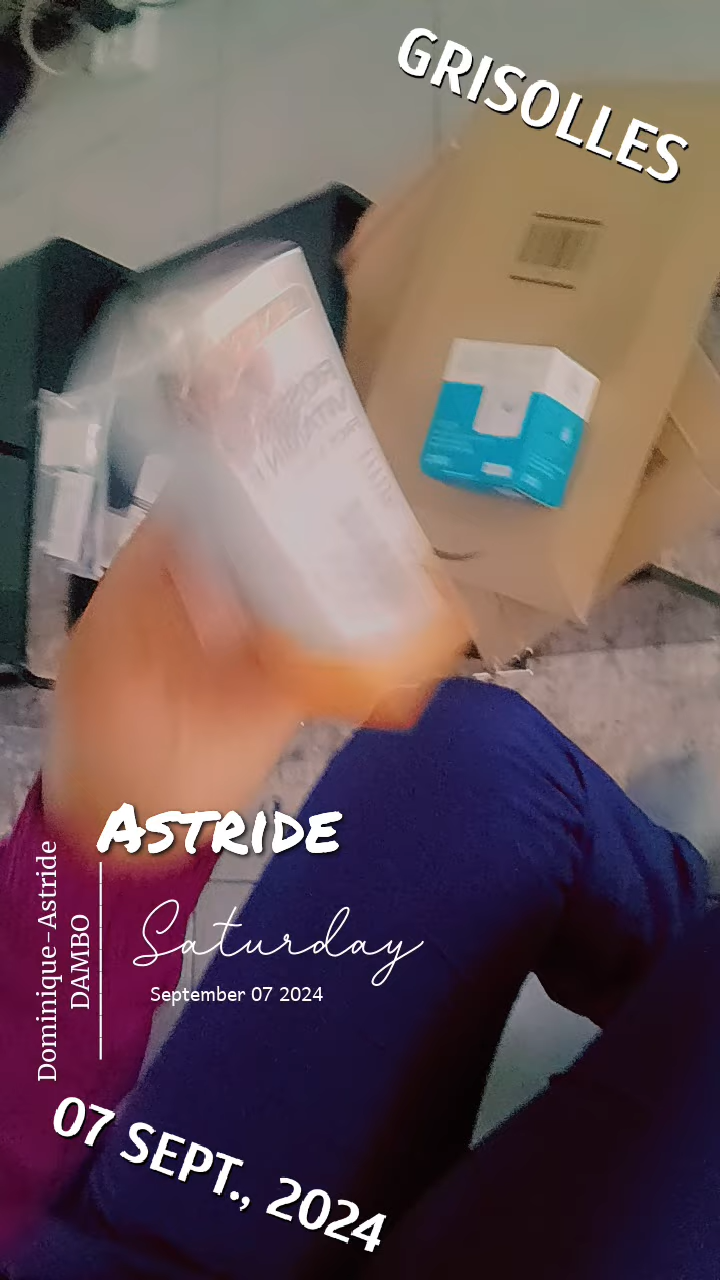 GRISOLLES
ASTRIDE
Dominique-Astride
DAMBO
Saturday
September 07 2024
07 SEPT., 2024